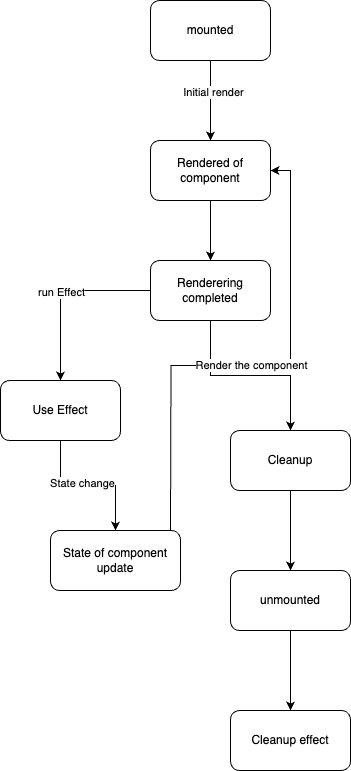 mounted
Initial render
Rendered of
component
Renderering
completed
run Effect
Render the component
Use Effect
Cleanup
State change
State of component
update
unmounted
Cleanup effect